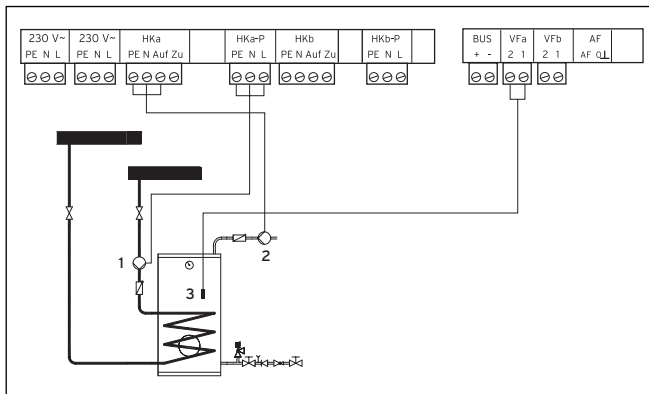 230 V~ 230 V~ HKa HKa-P HKb HKb-P
PE N L PE N L PE N Auf Zu PE N L PE N Auf Zu PE N L
BUS VFa VFb AF
+ - 2 1 2 1 AF 0
1
2
3